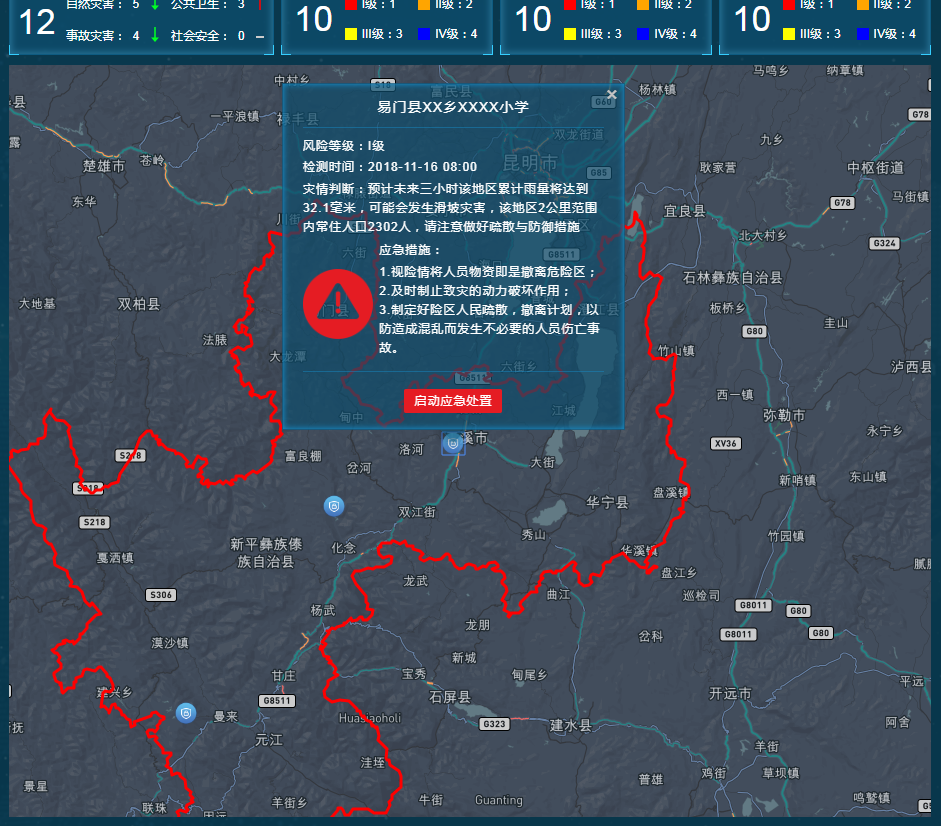 自然灾害： 5 公共卫生： 3
12
事故灾害： 4 社会安全： 0
10
I级：1 II级：2
III级：3 IV级：4
10
I级：1 II级：2
III级：3 IV级：4
10
I级：1 II级：2
III级：3 IV级：4
易门县XX乡XXXX小学
风险等级：I级
检测时间：2018-11-16 08:00
灾情判断：预计未来三小时该地区累计雨量将达到
32.1毫米，可能会发生滑坡灾害，该地区2公里范围
内常住人口2302人，请注意做好疏散与防御措施
应急措施：
1.视险情将人员物资即是撤离危险区；
2.及时制止致灾的动力破坏作用；
3.制定好险区人民疏散，撤离计划，以
防造成混乱而发生不必要的人员伤亡事
故。
启动应急处置
中村乡
富民县
杨林镇
马鸣乡
纳章镇
G60
G78
一平浪镇
禄丰县
双龙街道
九乡
楚雄市
苍岭
昆明市
耿家营
中枢街道
G85
东华
G78
马街镇
川街
宜良县
北大村乡
G324
六街
G8511
石林彝族自治县
大地基
双柏县
门县
板桥乡
法脿
G80
圭山
大龙潭
竹山镇
泸西县
六街乡
G8511
西一镇
甸中
江城
弥勒市
洛河
溪市
永宁乡
XV36
S218
富良棚
岔河
大街
新哨镇
东山镇
S218
华宁县
盘溪镇
S218
双江街
秀山
竹园镇
新平彝族傣
族自治县
化念
华溪镇
戛洒镇
盘江乡
龙武
S306
曲江
巡检司
G8011
G80
杨武
龙朋
G8011
G80
漠沙镇
岔科
新城
甘庄
宝秀
甸尾乡
平远
建兴乡
石屏县
开远市
G8511
曼来
Huasiaoholi
G323
建水县
阿舍
元江
羊街
洼垤
普雄
鸡街
草坝镇
景星
联珠
羊街乡
牛街
Guanting
鸣鹫镇